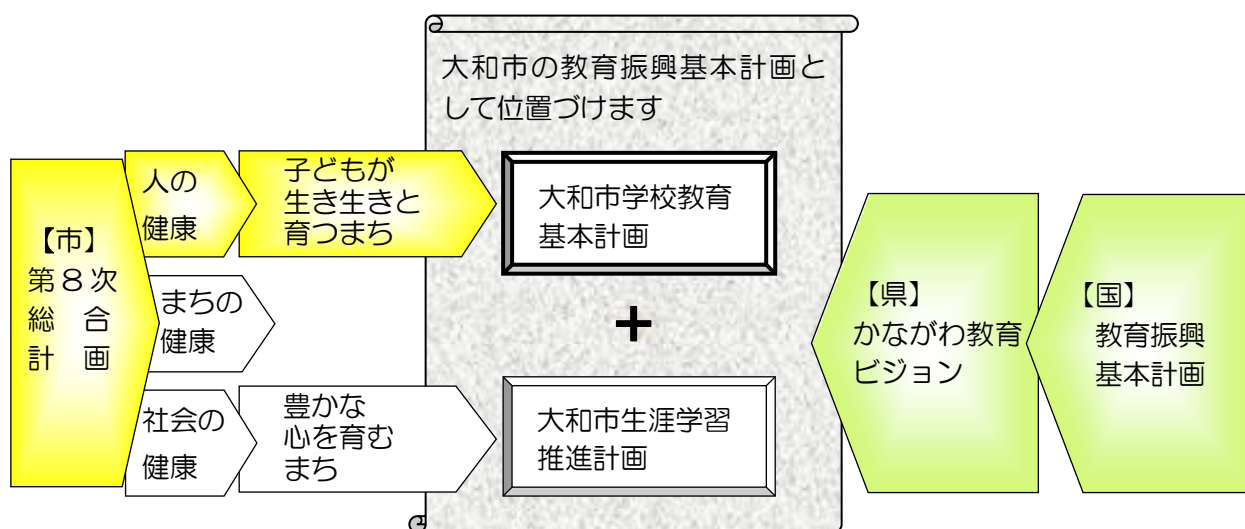 大和市の教育振興基本計画と
して位置づけます
【市】
第８次
総　合
計　画
人の
健康
子どもが
生き生きと
育つまち
大和市学校教育
基本計画
まちの
健康
+
社会の
健康
豊かな
心を育む
まち
大和市生涯学習
推進計画
【県】
かながわ教育
ビジョン
【国】
教育振興
基本計画